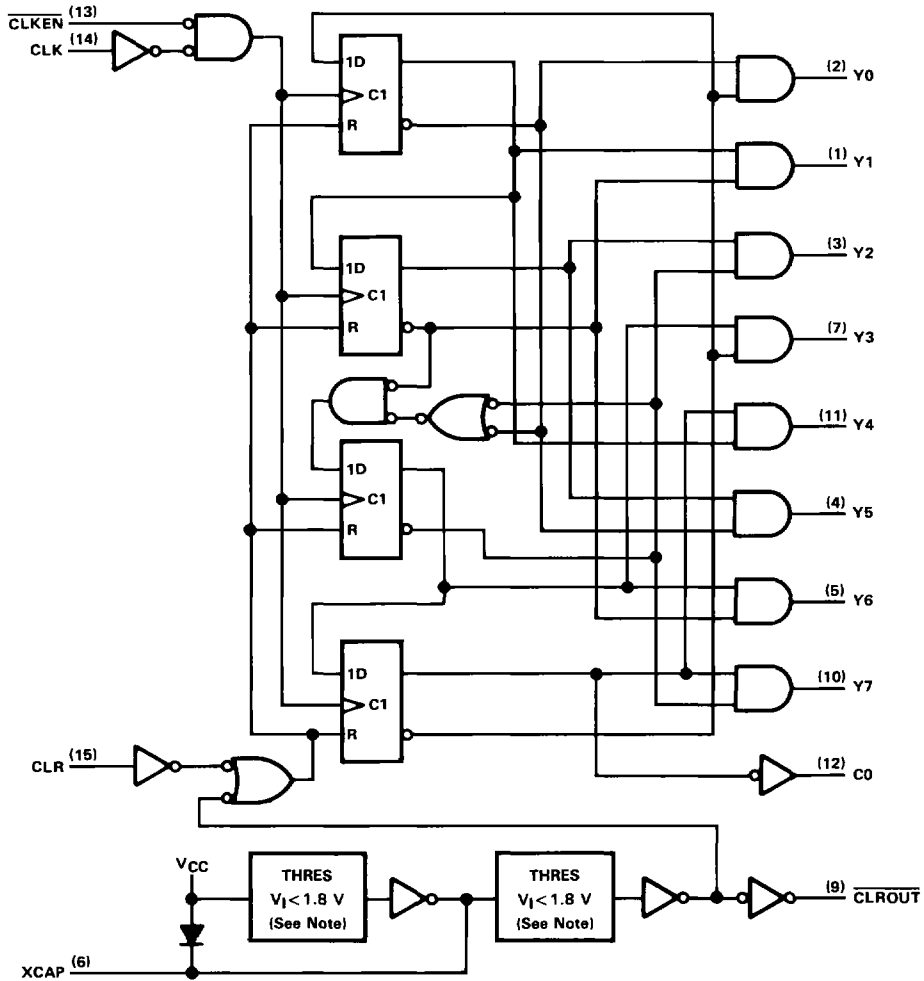 CLKEN (13)
CLK (14)
1D
C1
R
(2) Y0
(1) Y1
1D
C1
R
(3) Y2
(7) Y3
(11) Y4
1D
C1
R
(4) Y5
(5) Y6
1D
C1
R
(10) Y7
CLR (15)
(12) C0
VCC
THRES
VI < 1.8 V
(See Note)
THRES
VI < 1.8 V
(See Note)
(9) CLROUT
XCAP (6)